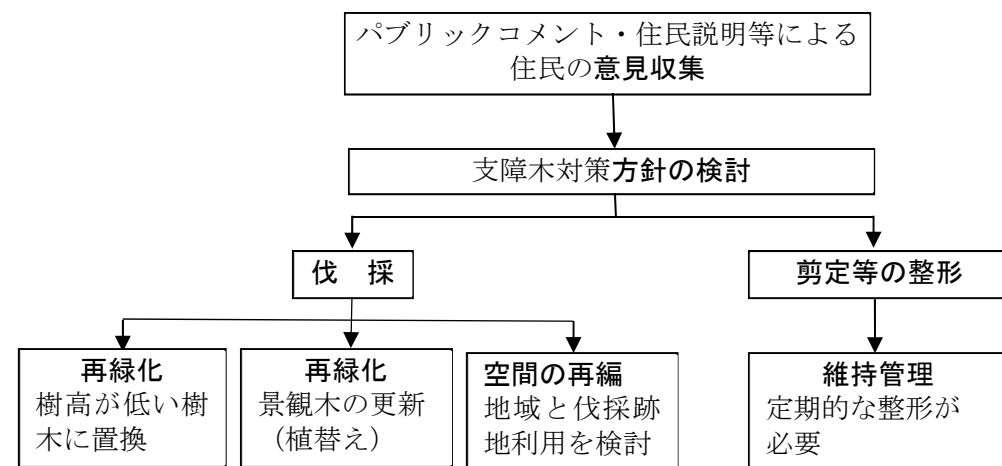 パブリックコメント・住民説明等による
住民の意見収集
支障木対策方針の検討
伐　採
剪定等の整形
再緑化
樹高が低い樹
木に置換
再緑化
景観木の更新
（植替え）
空間の再編
地域と伐採跡
地利用を検討
維持管理
定期的な整形が
必要